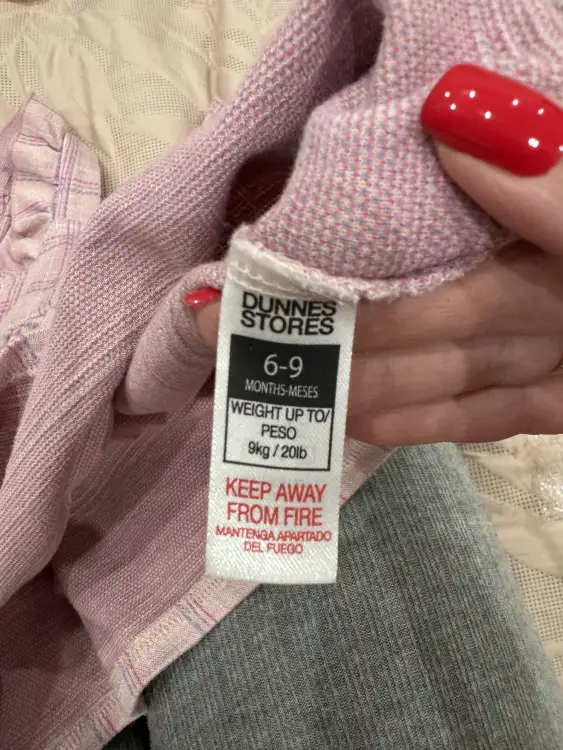 DUNNES
STORES
6-9
MONTHS-MESES
WEIGHT UP TO/
PESO
9kg / 20lb
KEEP AWAY
FROM FIRE
MANTENGA APARTADO
DEL FUEGO